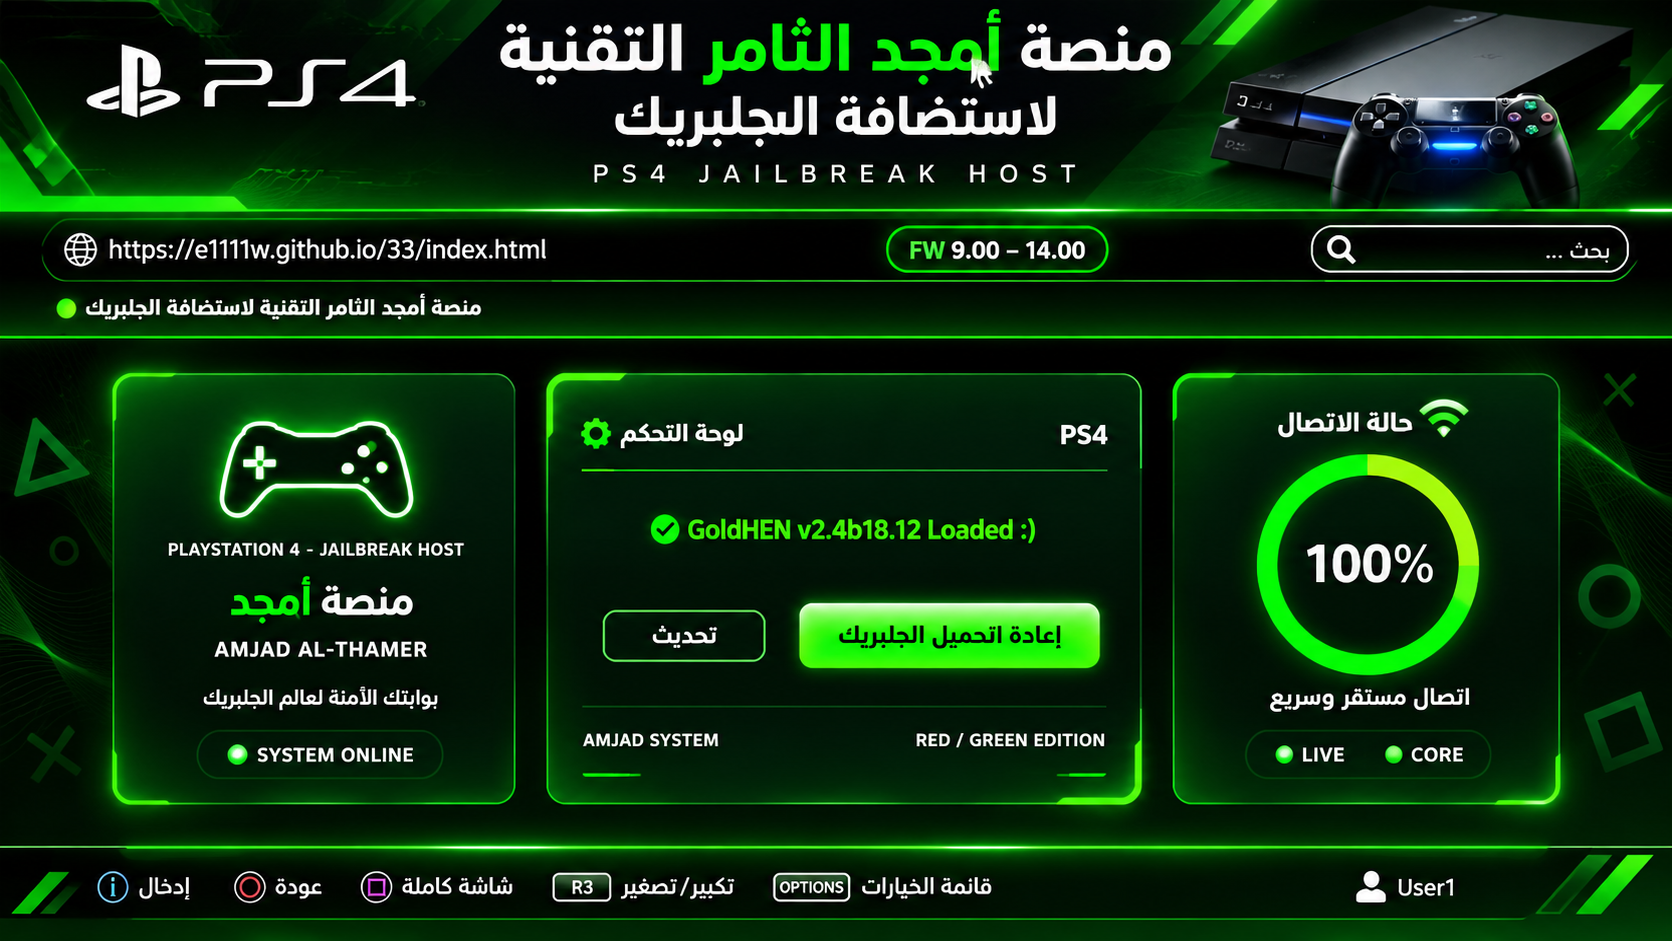 PS4
منصة أمجد الثامر التقنية
لاستضافة الجلبريك
PS4 JAILBREAK HOST
https://e1111w.github.io/33/index.html
FW 9.00 – 14.00
بحث ...
منصة أمجد الثامر التقنية لاستضافة الجلبريك
PLAYSTATION 4 - JAILBREAK HOST
منصة أمجد
AMJAD AL-THAMER
بوابتك الأمنة لعالم الجلبريك
SYSTEM ONLINE
لوحة التحكم
PS4
GoldHEN v2.4b18.12 Loaded :)
تحديث
إعادة اتحميل الجلبريك
AMJAD SYSTEM
RED / GREEN EDITION
حالة الاتصال
100%
اتصال مستقر وسريع
LIVE
CORE
إدخال
عودة
شاشة كاملة
R3
تكبير/تصغير
OPTIONS
قائمة الخيارات
User1